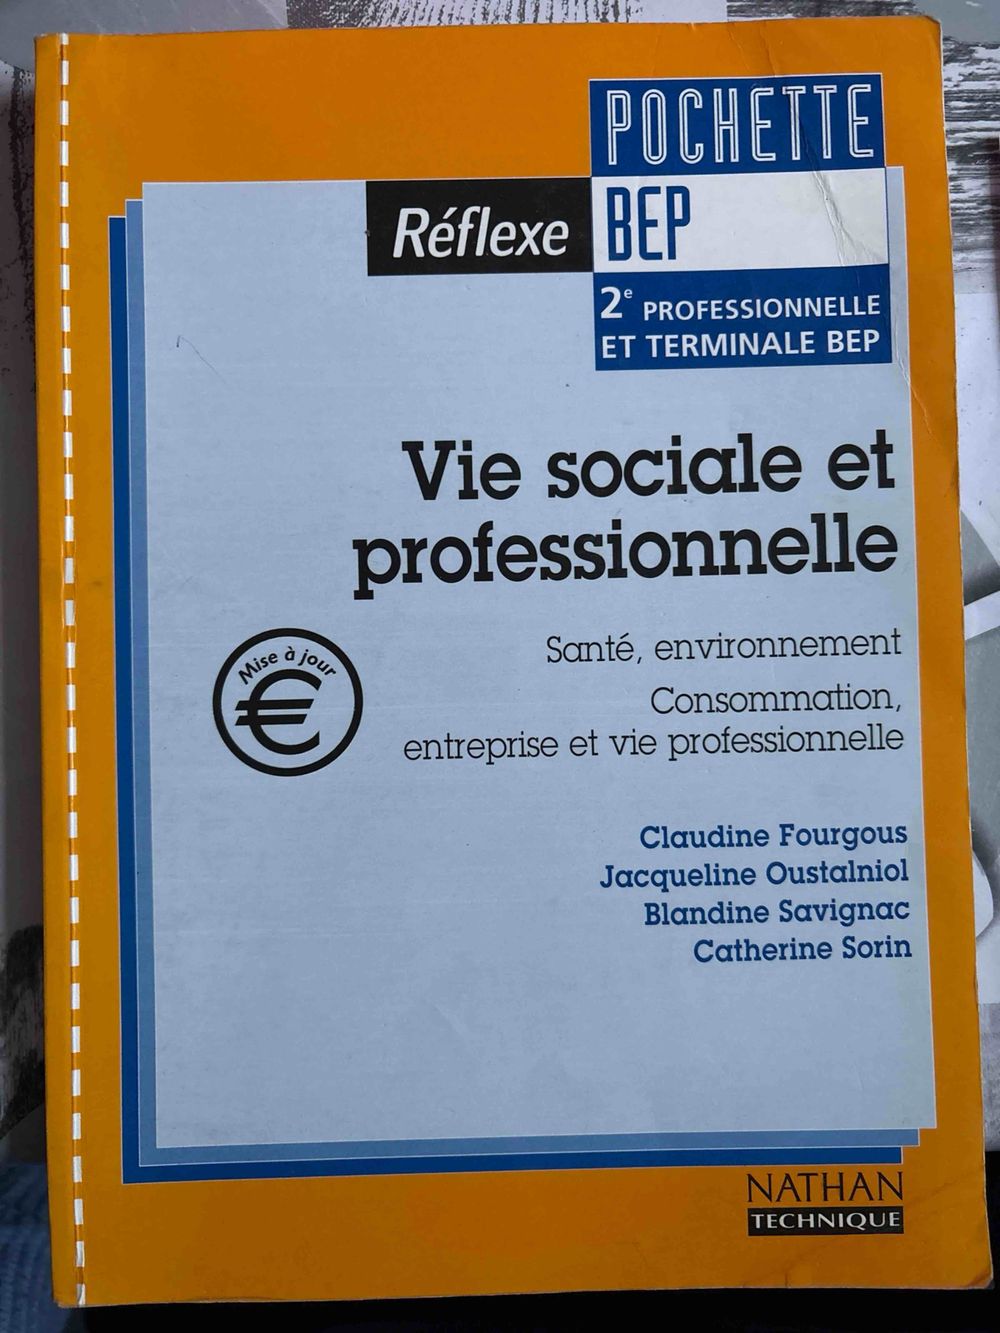 POCHETTE
Réflexe
BEP
2e PROFESSIONNELLE
ET TERMINALE BEP
Vie sociale et
professionnelle
Mise à jour
€
Santé, environnement
Consommation,
entreprise et vie professionnelle
Claudine Fourgous
Jacqueline Oustalniol
Blandine Savignac
Catherine Sorin
NATHAN
TECHNIQUE